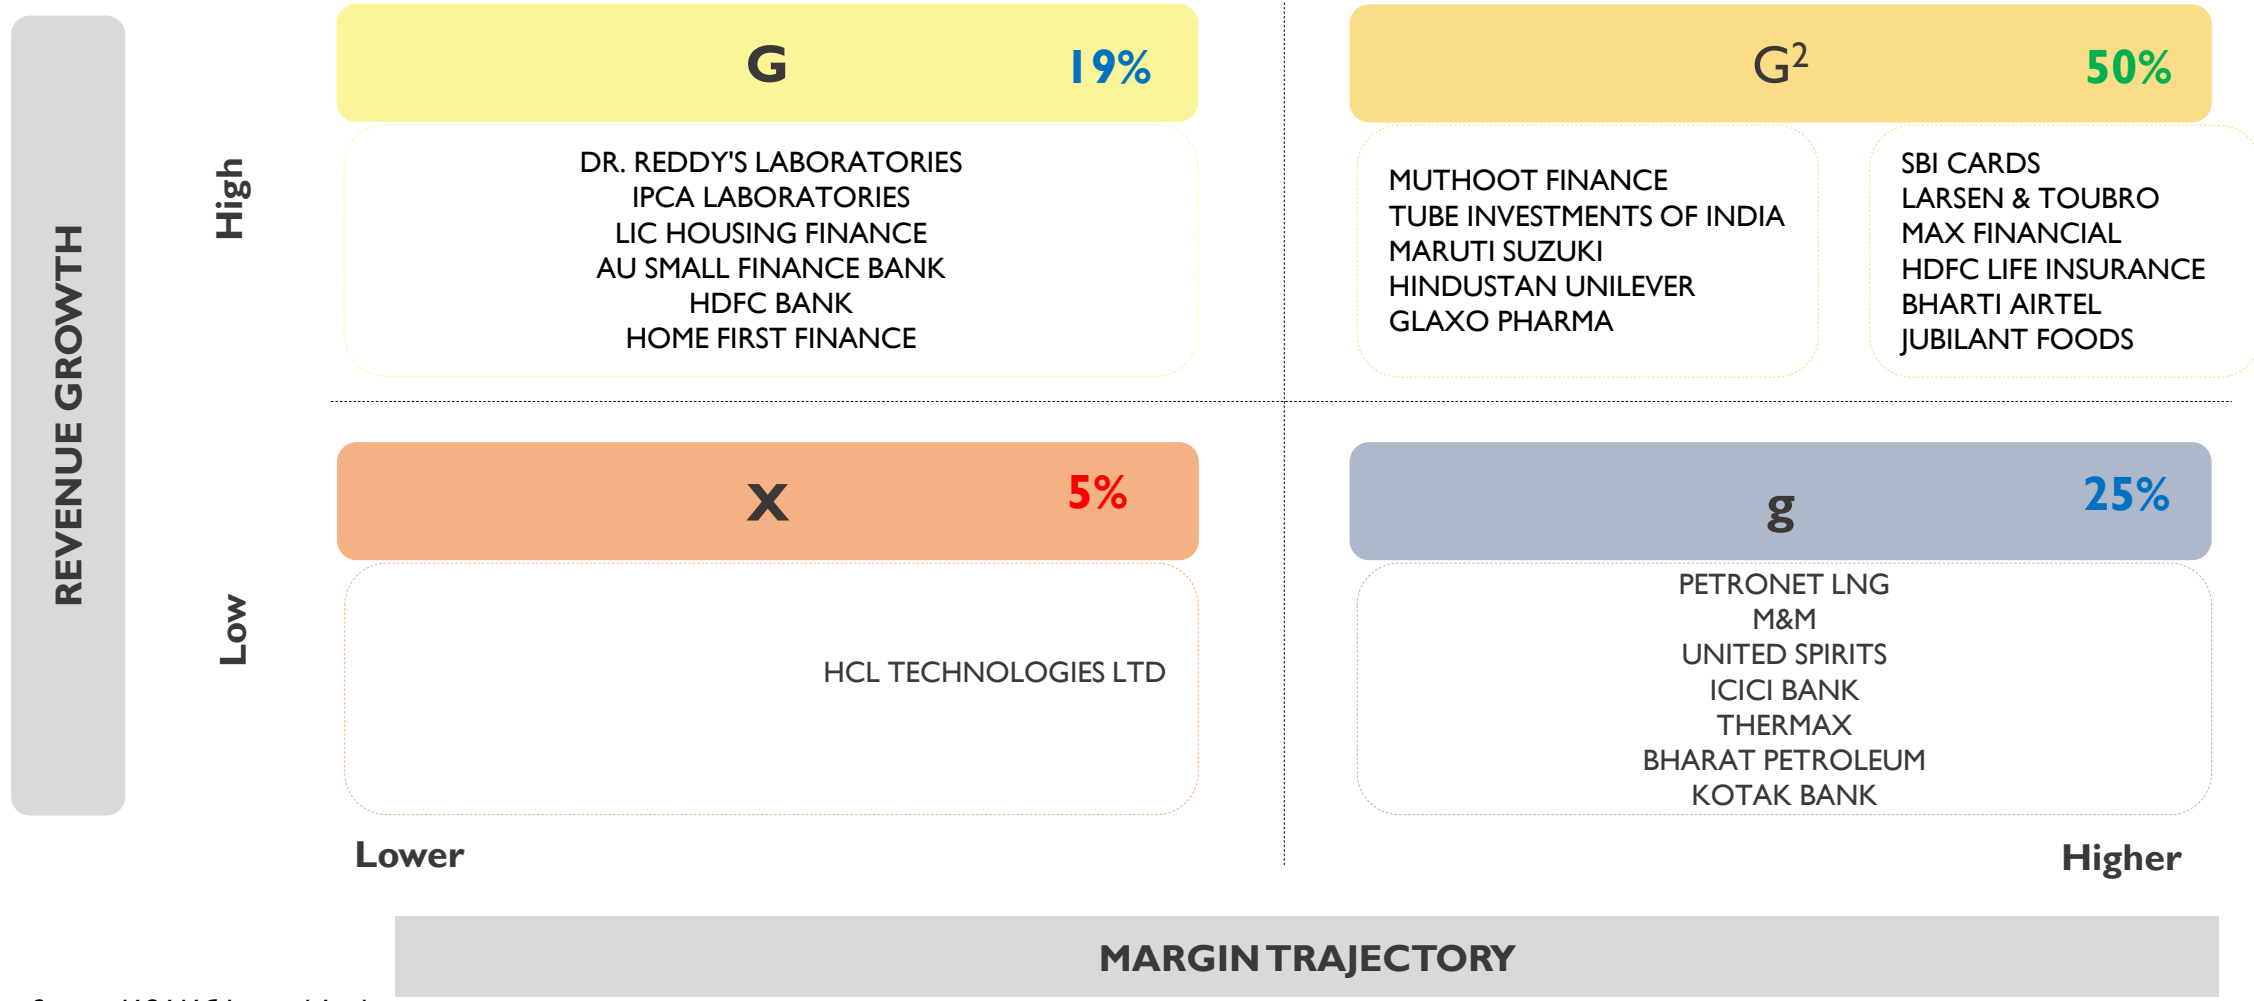 REVENUE GROWTH
High
G 19%
DR. REDDY'S LABORATORIES
IPCA LABORATORIES
LIC HOUSING FINANCE
AU SMALL FINANCE BANK
HDFC BANK
HOME FIRST FINANCE
G² 50%
MUTHOOT FINANCE
TUBE INVESTMENTS OF INDIA
MARUTI SUZUKI
HINDUSTAN UNILEVER
GLAXO PHARMA
SBI CARDS
LARSEN & TOUBRO
MAX FINANCIAL
HDFC LIFE INSURANCE
BHARTI AIRTEL
JUBILANT FOODS
Low
X 5%
HCL TECHNOLOGIES LTD
g 25%
PETRONET LNG
M&M
UNITED SPIRITS
ICICI BANK
THERMAX
BHARAT PETROLEUM
KOTAK BANK
Lower
Higher
MARGIN TRAJECTORY